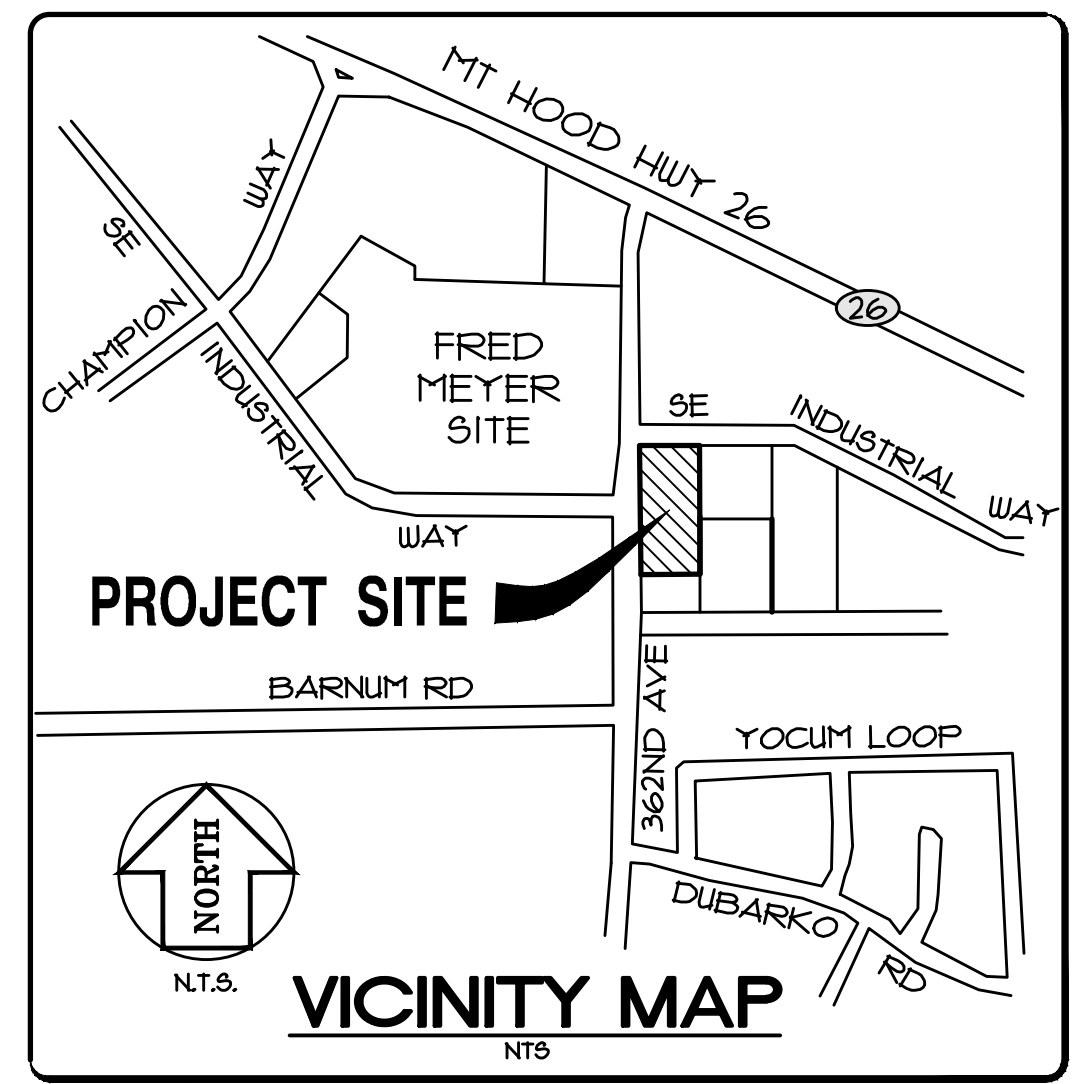 MT HOOD HWY 26
WAY
SE
26
CHAMPION
INDUSTRIAL
FRED
MEYER
SITE
SE INDUSTRIAL WAY
WAY
PROJECT SITE
BARNUM RD
362ND AVE
YOCUM LOOP
NORTH
DUBARKO RD
N.T.S.
VICINITY MAP
NTS